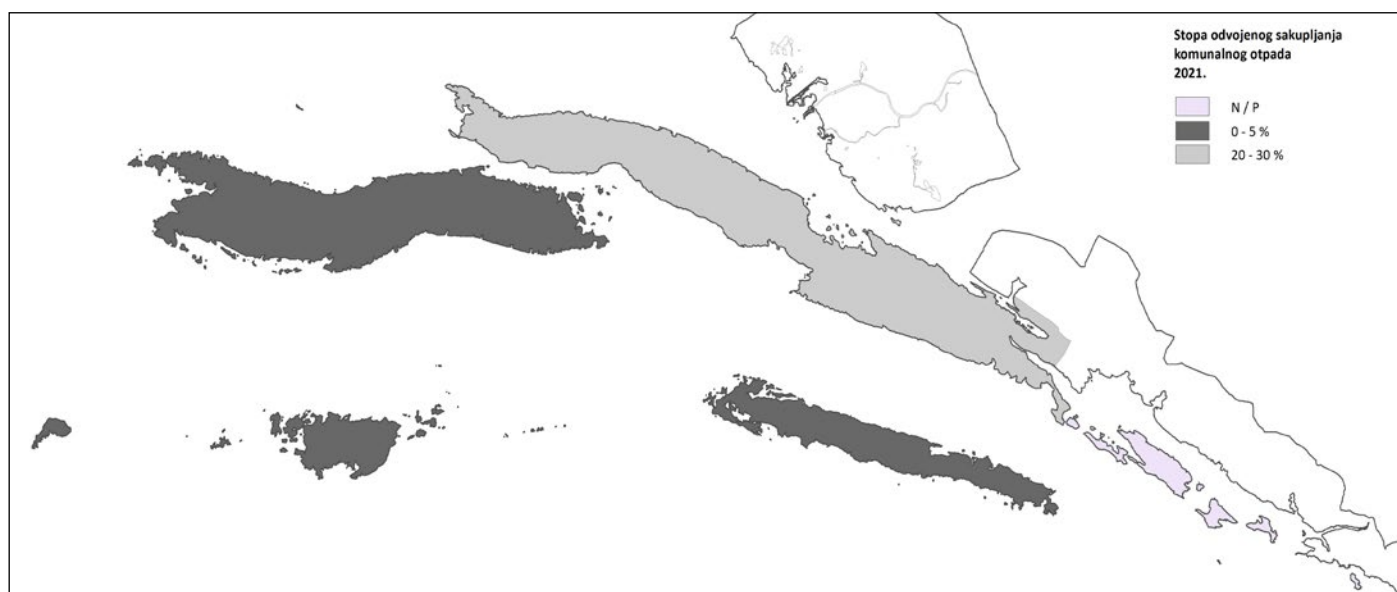 Stopa odvojenog sakupljanja
komunalnog otpada
2021.
N / P
0 - 5 %
20 - 30 %